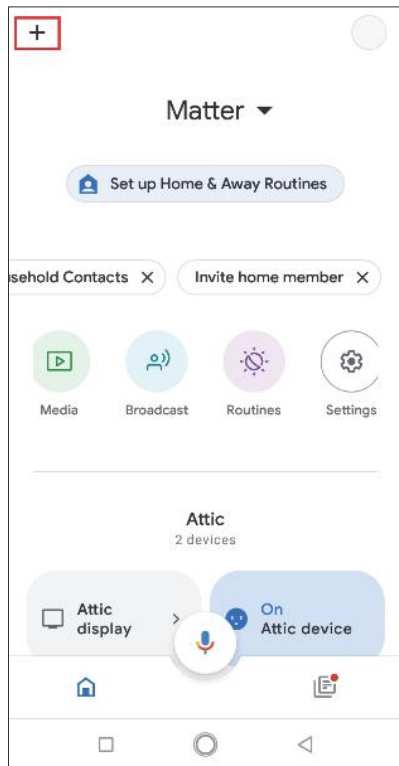 +
Matter
Set up Home & Away Routines
sehold Contacts X
Invite home member X
Media
Broadcast
Routines
Settings
Attic
2 devices
Attic
display
On
Attic device